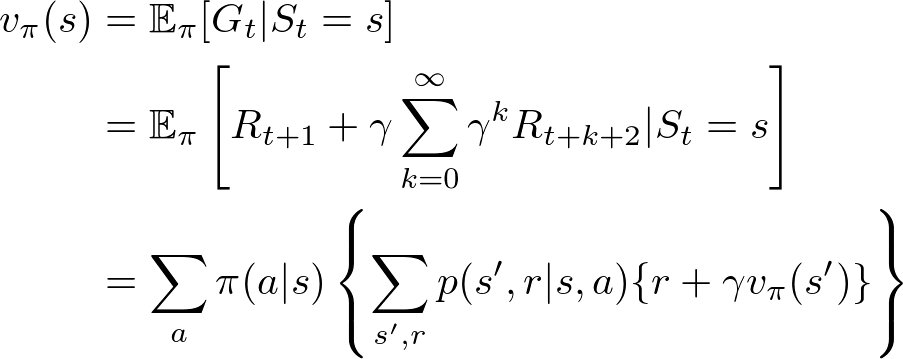 v_π(s) = 𝔼_π[G_t|S_t = s]
= 𝔼_π [R_{t+1} + γ ∑_{k=0}^{∞} γ^k R_{t+k+2}|S_t = s]
= ∑_a π(a|s) {∑_{s′,r} p(s′, r|s, a){r + γv_π(s′)}}